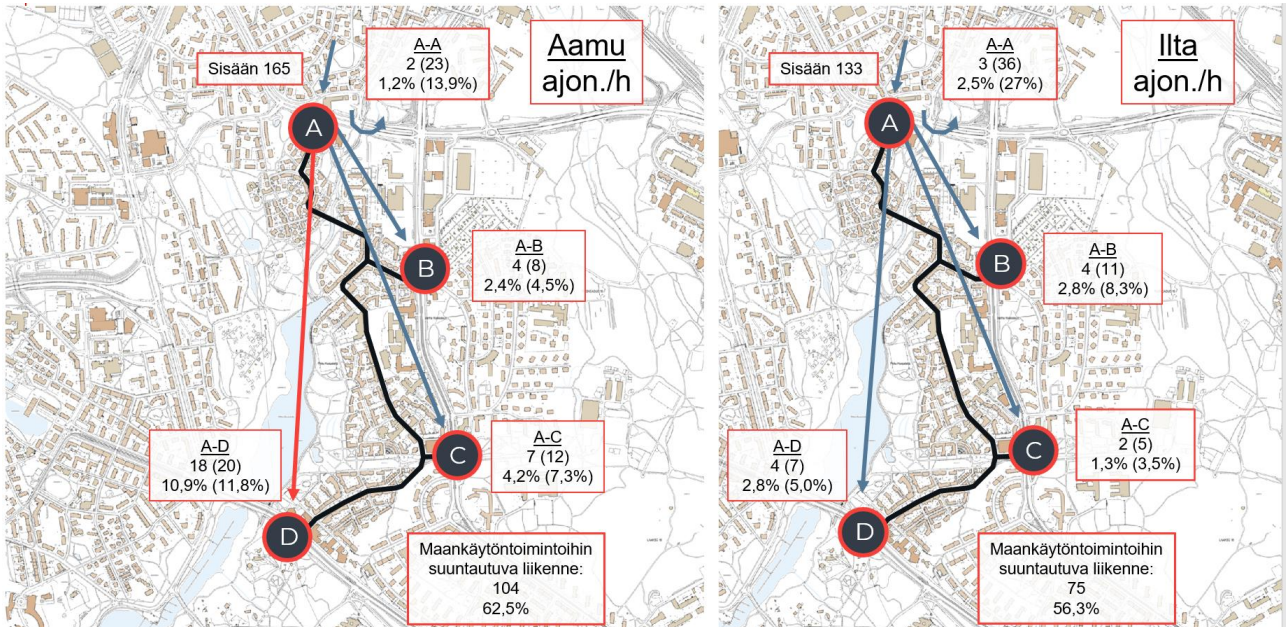 Sisään 165
A-A
2 (23)
1,2% (13,9%)
Aamu
ajon./h
A
B
A-B
4 (8)
2,4% (4,5%)
A-D
18 (20)
10,9% (11,8%)
A-C
7 (12)
4,2% (7,3%)
C
D
Maankäytöntoimintoihin
suuntautuva liikenne:
104
62,5%
Sisään 133
A-A
3 (36)
2,5% (27%)
Ilta
ajon./h
A
B
A-B
4 (11)
2,8% (8,3%)
A-D
4 (7)
2,8% (5,0%)
A-C
2 (5)
1,3% (3,5%)
C
D
Maankäytöntoimintoihin
suuntautuva liikenne:
75
56,3%